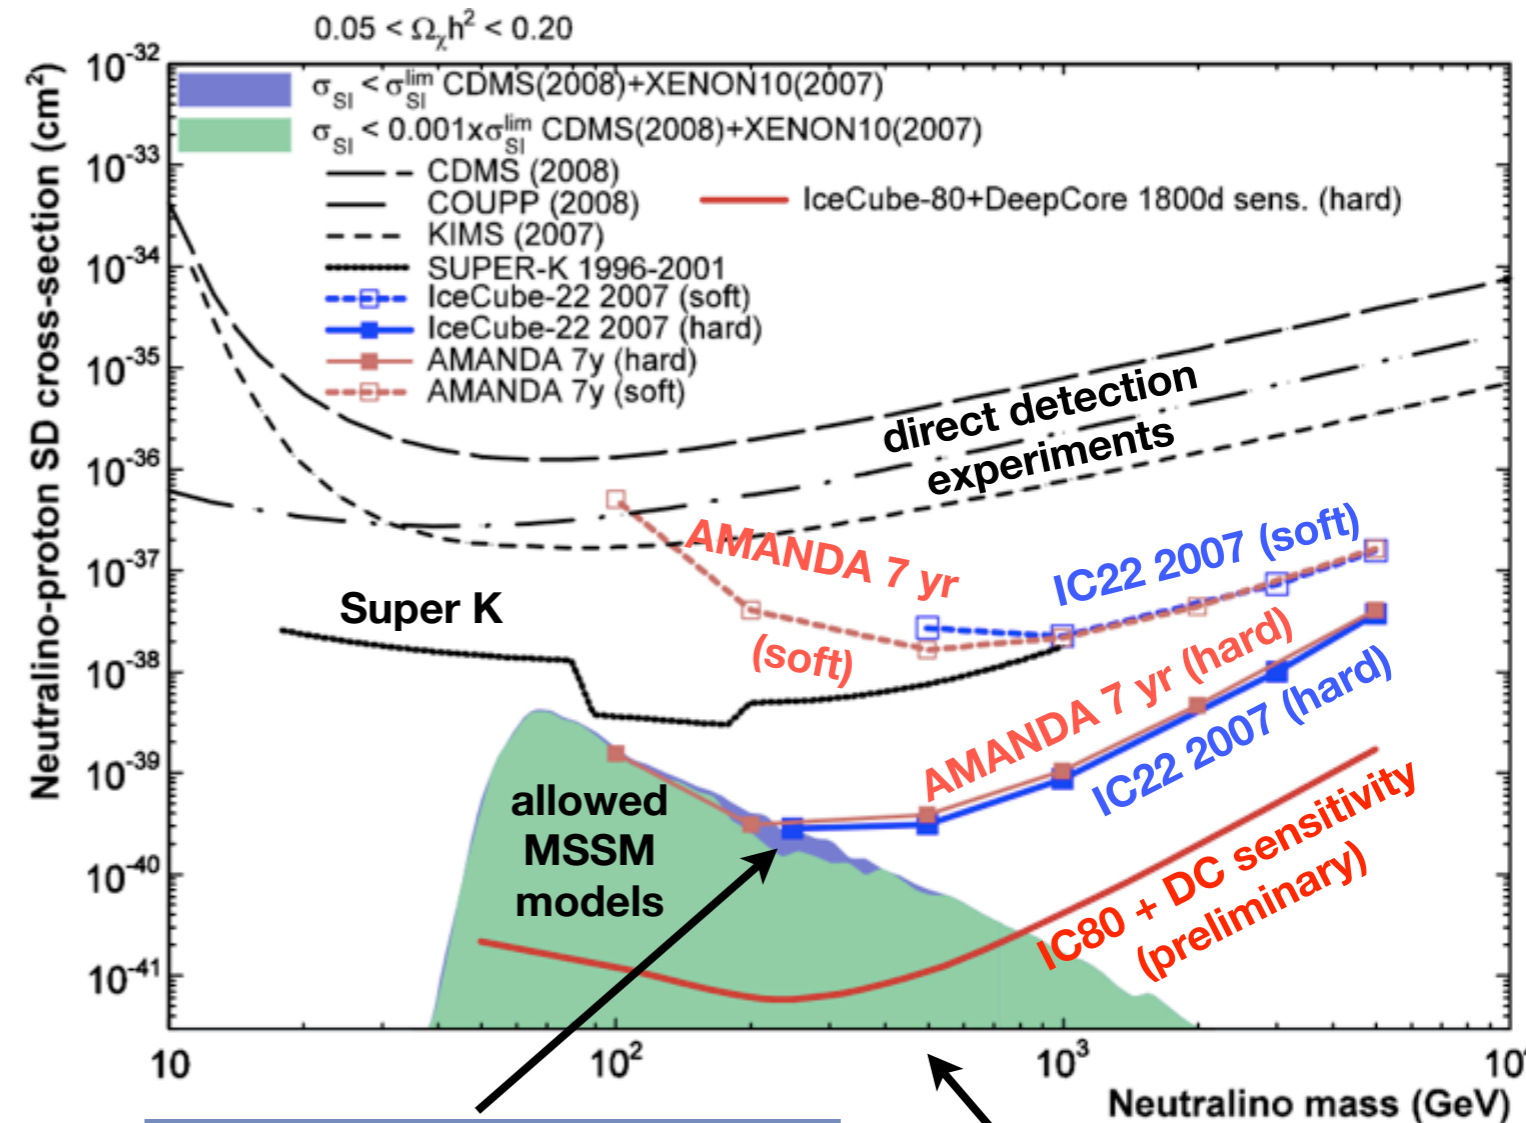 0.05 < Ωχh² < 0.20
σSI < σSI^lim CDMS(2008)+XENON10(2007)
σSI < 0.001xσSI^lim CDMS(2008)+XENON10(2007)
CDMS (2008)
COUPP (2008)
KIMS (2007)
SUPER-K 1996-2001
IceCube-22 2007 (soft)
IceCube-22 2007 (hard)
AMANDA 7y (hard)
AMANDA 7y (soft)
IceCube-80+DeepCore 1800d sens. (hard)
Neutralino-proton SD cross-section (cm²)
10⁻³²
10⁻³³
10⁻³⁴
10⁻³⁵
10⁻³⁶
10⁻³⁷
10⁻³⁸
10⁻³⁹
10⁻⁴⁰
10⁻⁴¹
direct detection
experiments
AMANDA 7 yr
(soft)
IC22 2007 (soft)
Super K
AMANDA 7 yr (hard)
IC22 2007 (hard)
allowed
MSSM
models
IC80 + DC sensitivity
(preliminary)
10
10²
10³
Neutralino mass (GeV)